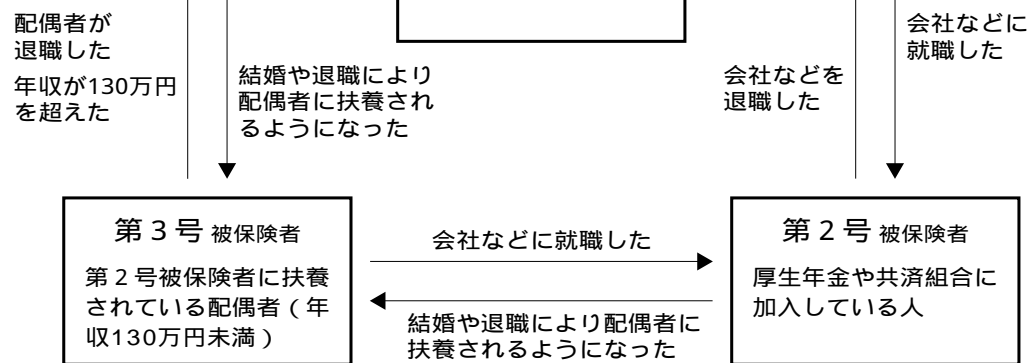 配偶者が
退職した
年収が130万円
を超えた
結婚や退職により
配偶者に扶養され
るようになった
会社などを
退職した
会社などに
就職した
第３号 被保険者
第２号被保険者に扶養
されている配偶者（年
収130万円未満）
会社などに就職した
結婚や退職により配偶者に
扶養されるようになった
第２号 被保険者
厚生年金や共済組合に
加入している人